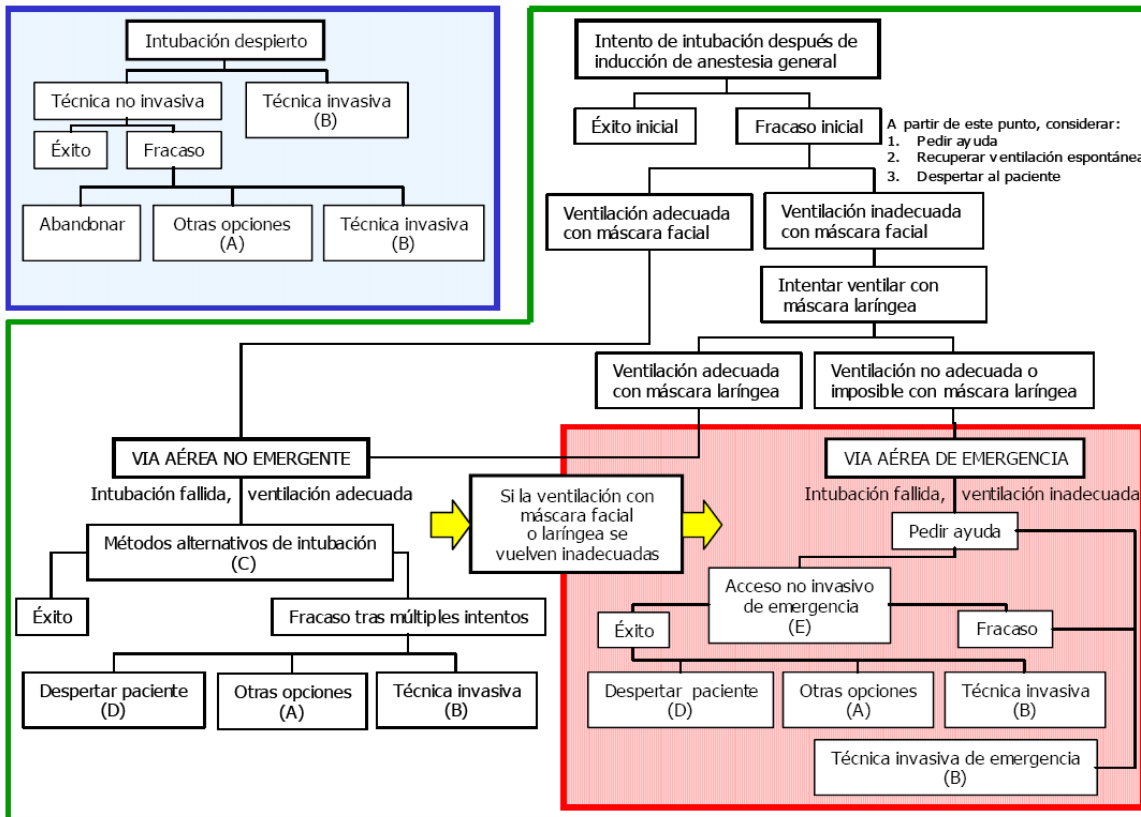 Intubación despierto
Técnica no invasiva
Técnica invasiva
(B)
Éxito
Fracaso
Abandonar
Otras opciones
(A)
Técnica invasiva
(B)
Intento de intubación después de
inducción de anestesia general
Éxito inicial
Fracaso inicial
A partir de este punto, considerar:
1. Pedir ayuda
2. Recuperar ventilación espontánea
3. Despertar al paciente
Ventilación adecuada
con máscara facial
Ventilación inadecuada
con máscara facial
Intentar ventilar con
máscara laríngea
Ventilación adecuada
con máscara laríngea
Ventilación no adecuada o
imposible con máscara laríngea
VIA AÉREA NO EMERGENTE
Intubación fallida, ventilación adecuada
Métodos alternativos de intubación
(C)
Éxito
Fracaso tras múltiples intentos
Despertar paciente
(D)
Otras opciones
(A)
Técnica invasiva
(B)
Si la ventilación con
máscara facial
o laríngea se
vuelven inadecuadas
VIA AÉREA DE EMERGENCIA
Intubación fallida, ventilación inadecuada
Pedir ayuda
Acceso no invasivo
de emergencia
(E)
Éxito
Fracaso
Despertar paciente
(D)
Otras opciones
(A)
Técnica invasiva
(B)
Técnica invasiva de emergencia
(B)